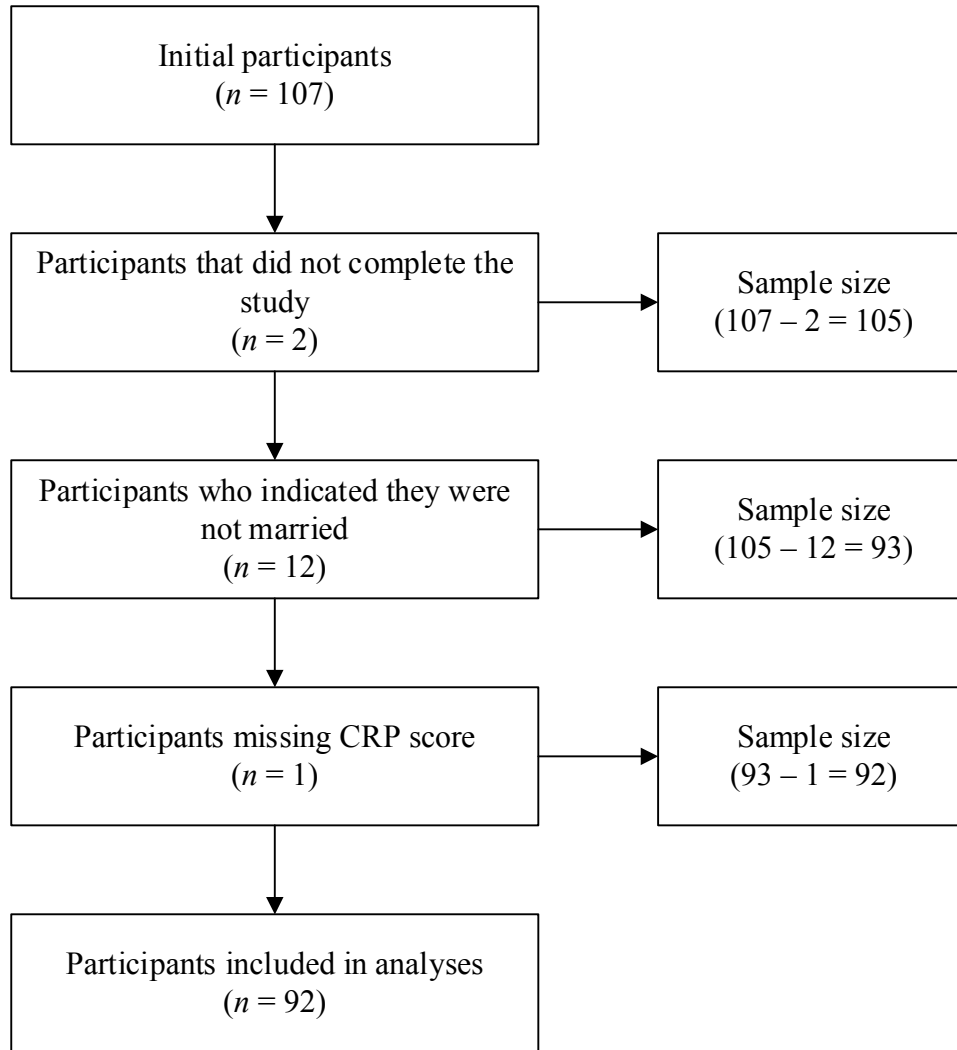 Initial participants
(n = 107)
Participants that did not complete the
study
(n = 2)
Sample size
(107 – 2 = 105)
Participants who indicated they were
not married
(n = 12)
Sample size
(105 – 12 = 93)
Participants missing CRP score
(n = 1)
Sample size
(93 – 1 = 92)
Participants included in analyses
(n = 92)